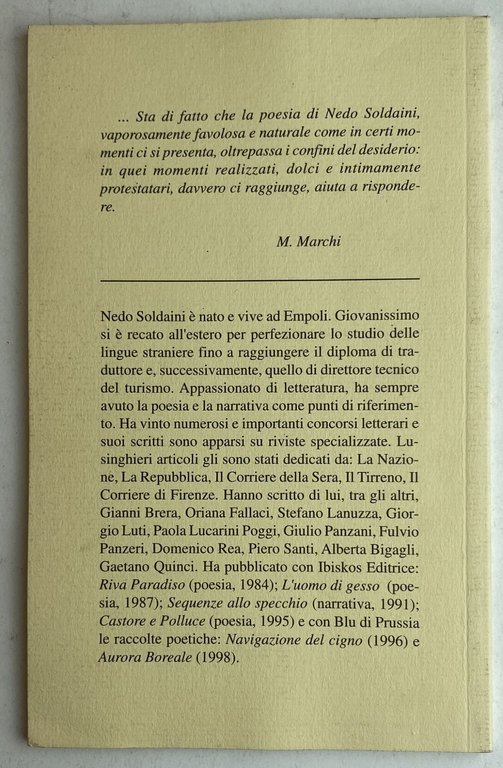 ... Sta di fatto che la poesia di Nedo Soldaini,
vaporosamente favolosa e naturale come in certi mo-
menti ci si presenta, oltrepassa i confini del desiderio:
in quei momenti realizzati, dolci e intimamente
protestatari, davvero ci raggiunge, aiuta a risponde-
re.
M. Marchi
Nedo Soldaini è nato e vive ad Empoli. Giovanissimo
si è recato all'estero per perfezionare lo studio delle
lingue straniere fino a raggiungere il diploma di tra-
duttore e, successivamente, quello di direttore tecnico
del turismo. Appassionato di letteratura, ha sempre
avuto la poesia e la narrativa come punti di riferimen-
to. Ha vinto numerosi e importanti concorsi letterari e
suoi scritti sono apparsi su riviste specializzate. Lu-
singhieri articoli gli sono stati dedicati da: La Nazio-
ne, La Repubblica, Il Corriere della Sera, Il Tirreno, Il
Corriere di Firenze. Hanno scritto di lui, tra gli altri,
Gianni Brera, Oriana Fallaci, Stefano Lanuzza, Gior-
gio Luti, Paola Lucarini Poggi, Giulio Panzani, Fulvio
Panzeri, Domenico Rea, Piero Santi, Alberta Bigagli,
Gaetano Quinci. Ha pubblicato con Ibiskos Editrice:
Riva Paradiso (poesia, 1984); L'uomo di gesso (poe-
sia, 1987); Sequenze allo specchio (narrativa, 1991);
Castore e Polluce (poesia, 1995) e con Blu di Prussia
le raccolte poetiche: Navigazione del cigno (1996) e
Aurora Boreale (1998).